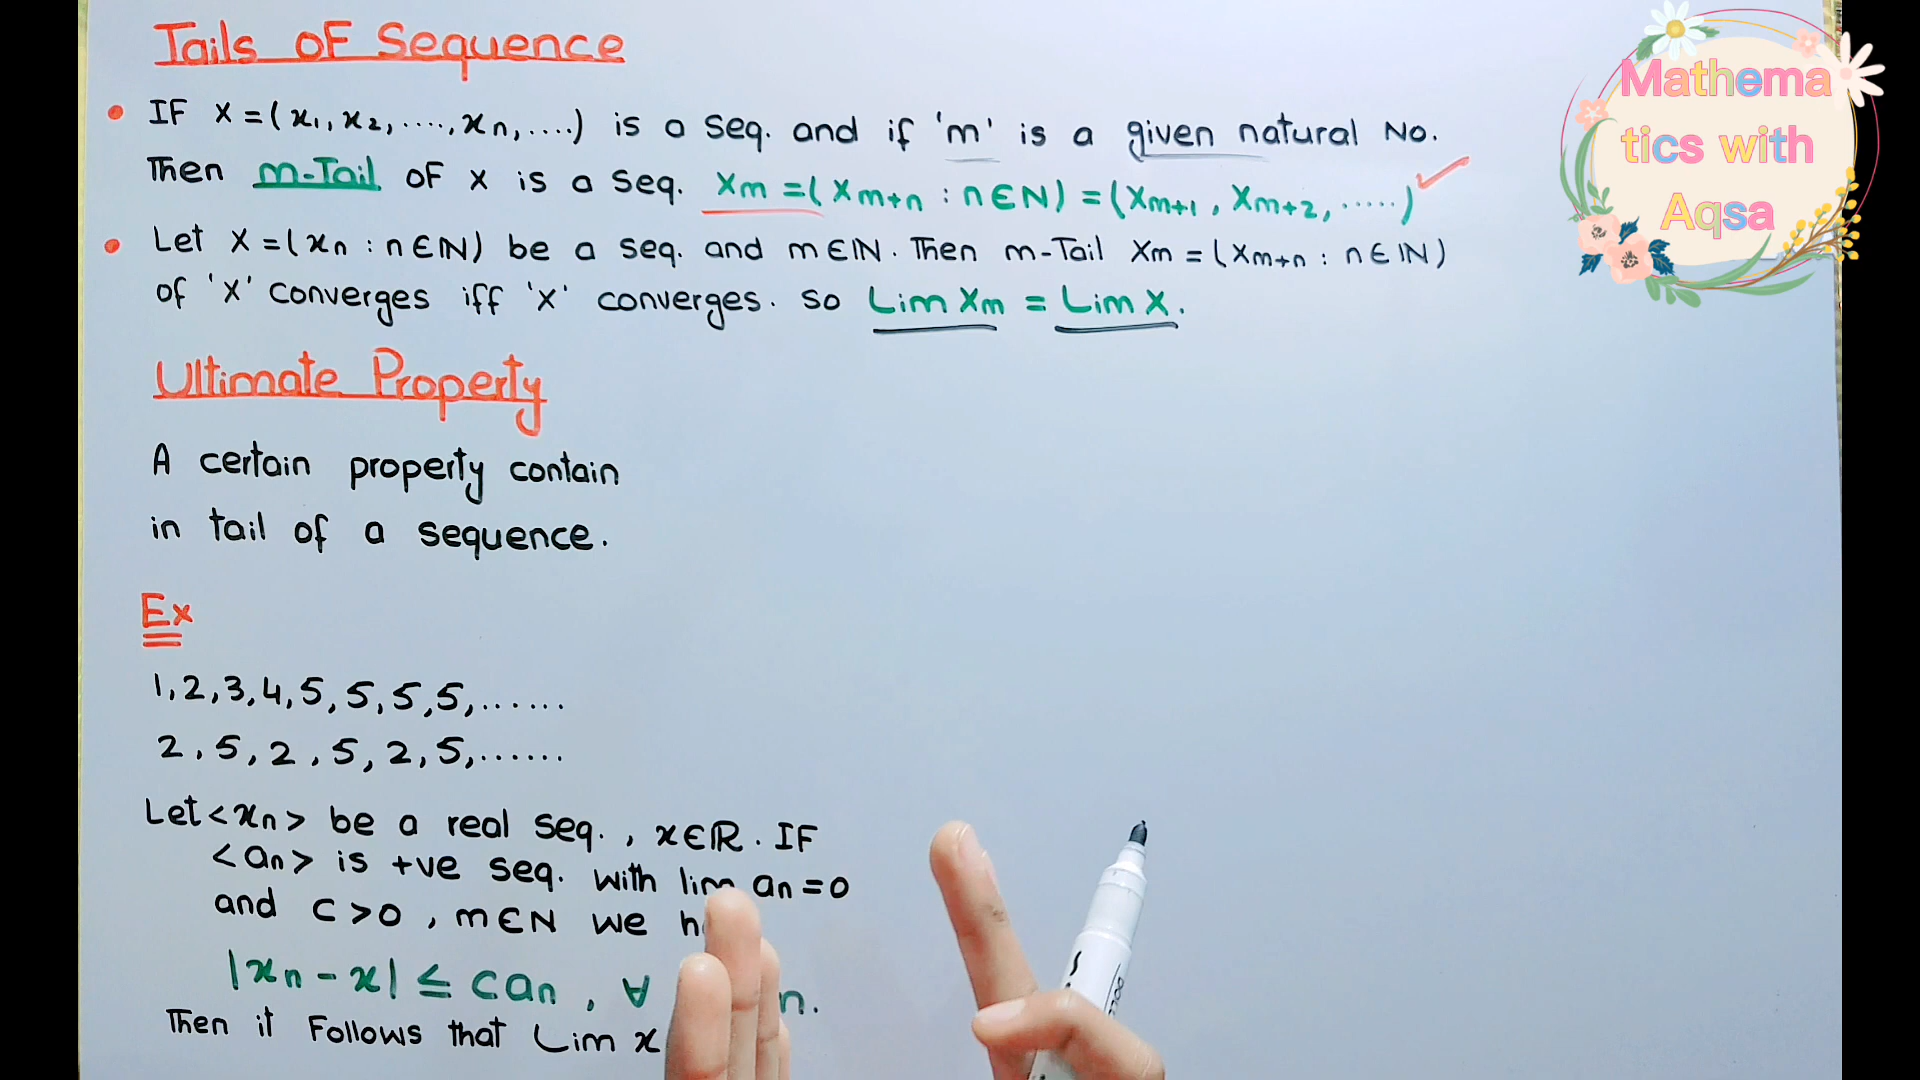 Tails OF Sequence
• IF X = (x₁, x₂, ...., xₙ, ....) is a seq. and if 'm' is a given natural No.
Then m-Tail OF X is a seq. Xm = (Xm+n : n∈N) = (Xm+1, Xm+2, .....)
• Let X = (xₙ : n∈ℕ) be a seq. and m∈ℕ. Then m-Tail Xm = (Xm+n : n∈ℕ)
of 'X' converges iff 'X' converges. so Lim Xm = Lim X.
Ultimate Property
A certain property contain
in tail of a sequence.
Ex
1, 2, 3, 4, 5, 5, 5, 5, ......
2, 5, 2, 5, 2, 5, ......
Let <xₙ> be a real seq., x∈ℝ. IF
<aₙ> is +ve seq. with lim aₙ = 0
and C > 0, m∈N we
|xₙ - x| ≤ c aₙ, ∀ n.
Then it Follows that Lim x
Mathema
tics with
Aqsa